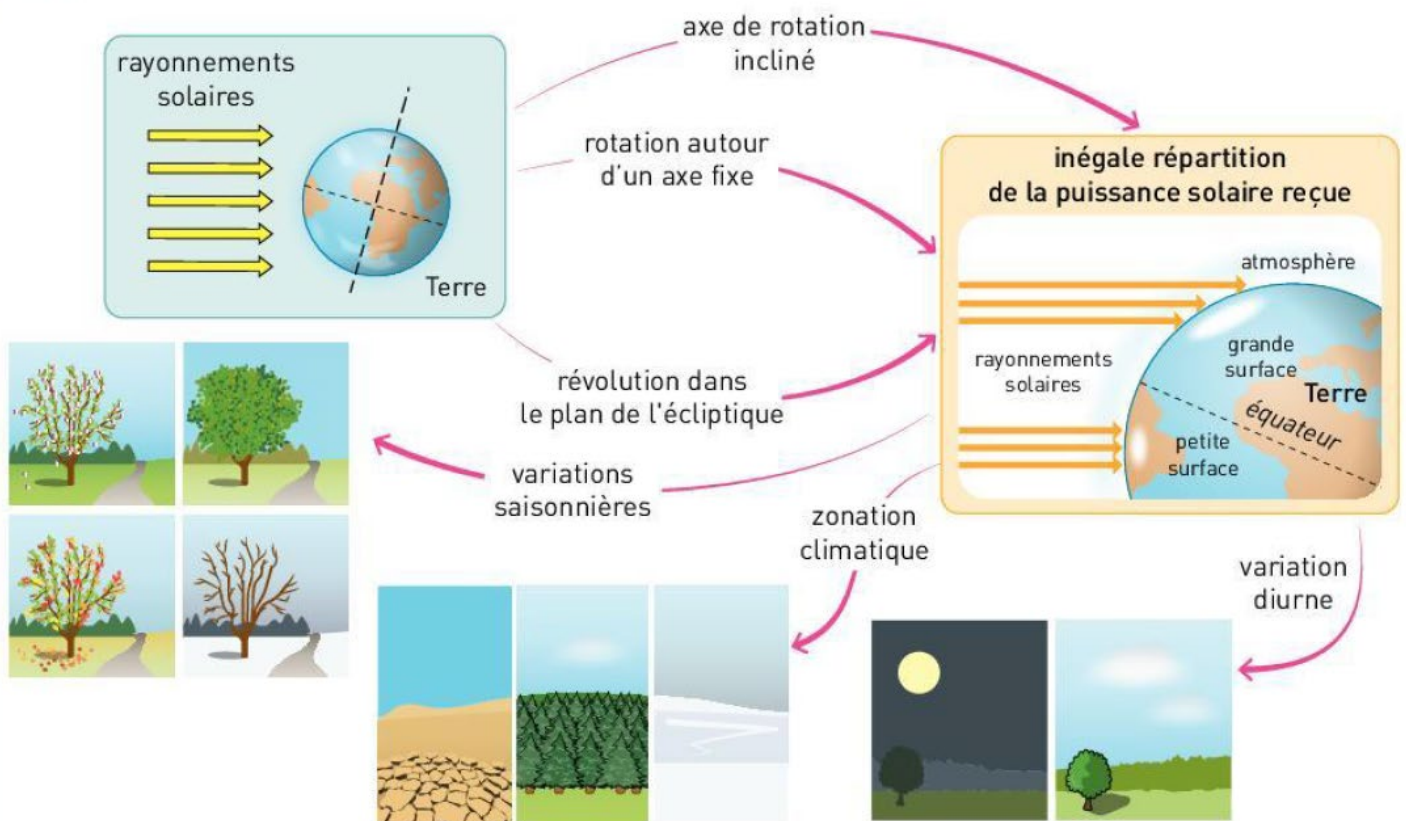 axe de rotation
incliné
rayonnements
solaires
Terre
rotation autour
d'un axe fixe
inégale répartition
de la puissance solaire reçue
atmosphère
rayonnements
solaires
grande
surface
Terre
équateur
petite
surface
révolution dans
le plan de l'écliptique
variations
saisonnières
zonation
climatique
variation
diurne